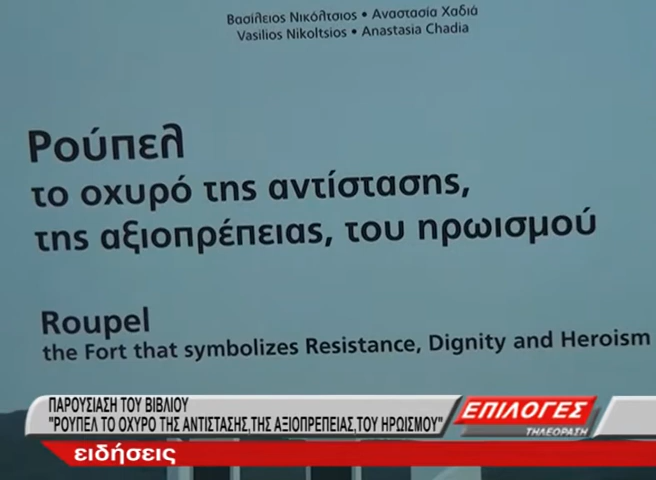 Βασίλειος Νικόλτσιος • Αναστασία Χαδιά
Vasilios Nikoltsios • Anastasia Chadia
Ρούπελ
το οχυρό της αντίστασης,
της αξιοπρέπειας, του ηρωισμού
Roupel
the Fort that symbolizes Resistance, Dignity and Heroism
ΠΑΡΟΥΣΙΑΣΗ ΤΟΥ ΒΙΒΛΙΟΥ
"ΡΟΥΠΕΛ ΤΟ ΟΧΥΡΟ ΤΗΣ ΑΝΤΙΣΤΑΣΗΣ,ΤΗΣ ΑΞΙΟΠΡΕΠΕΙΑΣ,ΤΟΥ ΗΡΩΙΣΜΟΥ"
ΕΠΙΛΟΓΕΣ
ΤΗΛΕΟΡΑΣΗ
ειδήσεις